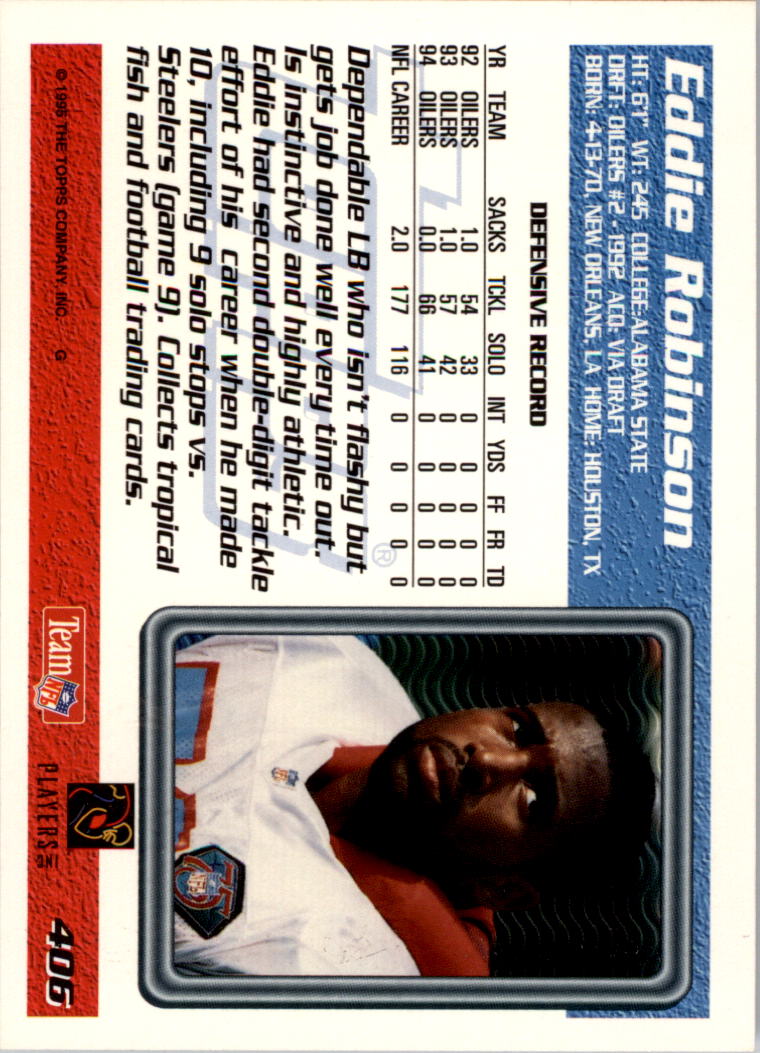 Eddie Robinson
HT: 6'1" WT: 245 COLLEGE: ALABAMA STATE
DRFT: OILERS #2 - 1992 ACQ: VIA DRAFT
BORN: 4-13-70, NEW ORLEANS, LA HOME: HOUSTON, TX
DEFENSIVE RECORD
YR TEAM SACKS TCKL SOLO INT YDS FF FR TD
92 OILERS 1.0 54 33 0 0 0 0 0
93 OILERS 1.0 57 42 0 0 0 0 0
94 OILERS 0.0 66 41 0 0 0 0 0
NFL CAREER 2.0 177 116 0 0 0 0 0
Dependable LB who isn't flashy but
gets job done well every time out.
Is instinctive and highly athletic.
Eddie had second double-digit tackle
effort of his career when he made
10, including 9 solo stops vs.
Steelers (game 9). Collects tropical
fish and football trading cards.
®
NFL
75
NFL
© 1995 THE TOPPS COMPANY, INC. G
Team NFL
PLAYERS INC
406